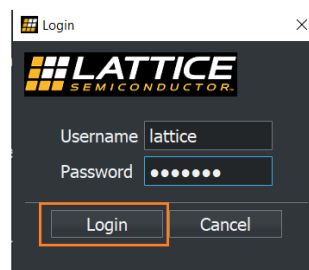 Login
LATTICE
SEMICONDUCTOR.
Username lattice
Password •••••••
Login Cancel